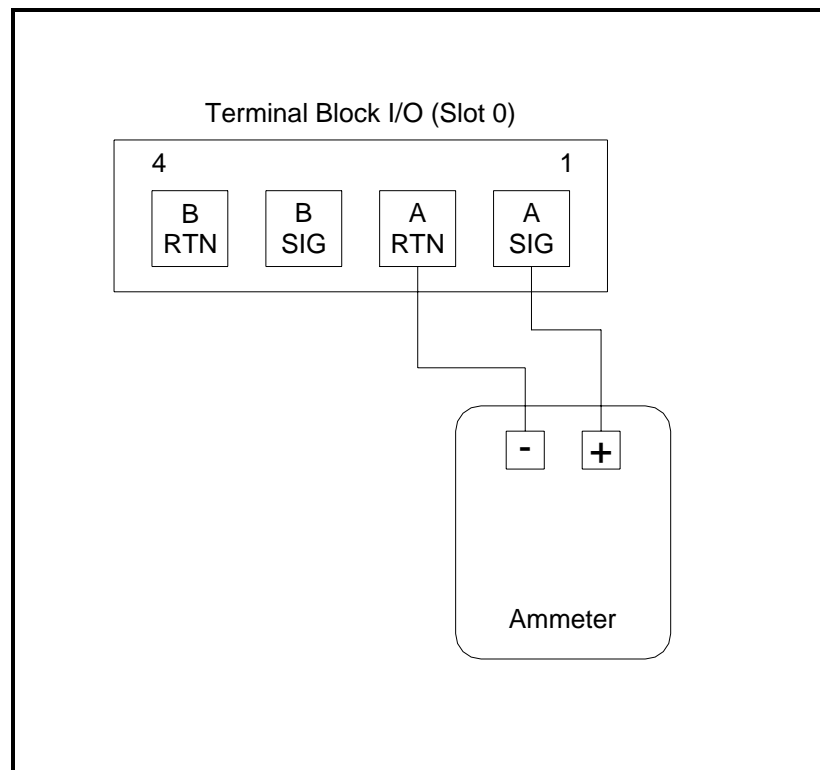 Terminal Block I/O (Slot 0)
4 1
B RTN B SIG A RTN A SIG
- +
Ammeter